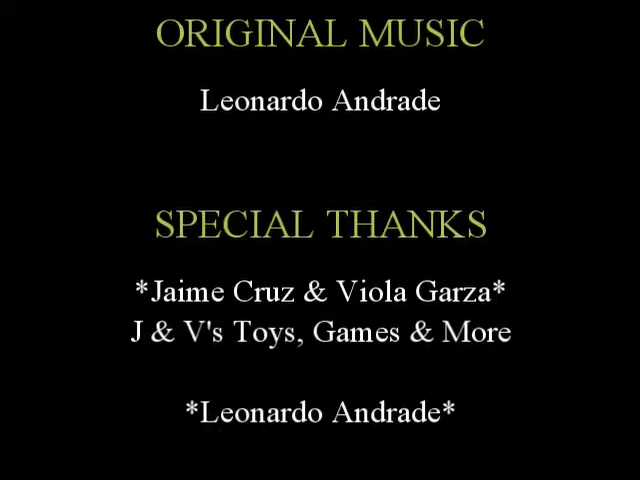 ORIGINAL MUSIC
Leonardo Andrade
SPECIAL THANKS
*Jaime Cruz & Viola Garza*
J & V's Toys, Games & More
*Leonardo Andrade*